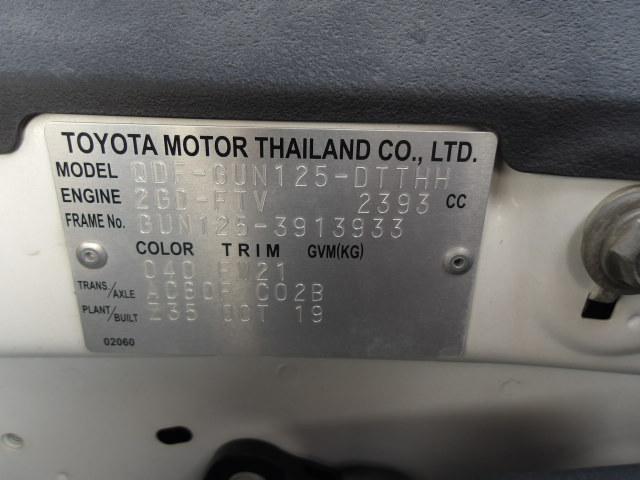 TOYOTA MOTOR THAILAND CO., LTD.
MODEL QDF-GUN125-DTTHH
ENGINE 2GD-FTV 2393 CC
FRAME No. GUN125-3913933
COLOR TRIM GVM(KG)
040 FW21
TRANS./AXLE AC60F C02B
PLANT/BUILT Z35 OCT 19
02060